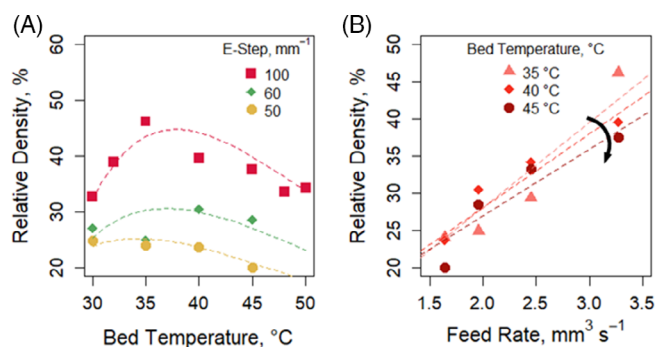 (A)
Relative Density, %
60
50
40
30
20
E-Step, mm⁻¹
100
60
50
30 35 40 45 50
Bed Temperature, °C
(B)
Relative Density, %
50
45
40
35
30
25
20
Bed Temperature, °C
35 °C
40 °C
45 °C
1.5 2.0 2.5 3.0 3.5
Feed Rate, mm³ s⁻¹